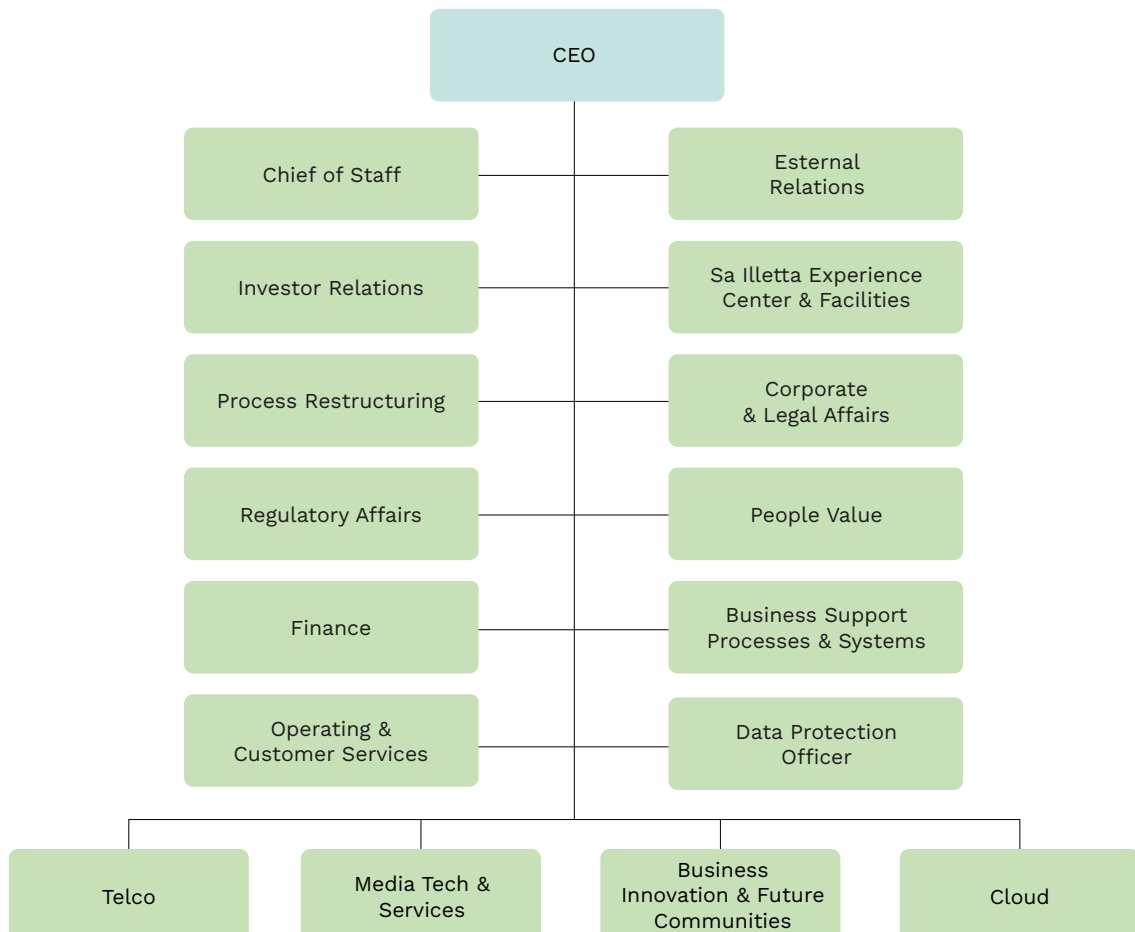 CEO
Chief of Staff
Esternal
Relations
Investor Relations
Sa Illetta Experience
Center & Facilities
Process Restructuring
Corporate
& Legal Affairs
Regulatory Affairs
People Value
Finance
Business Support
Processes & Systems
Operating &
Customer Services
Data Protection
Officer
Telco
Media Tech &
Services
Business
Innovation & Future
Communities
Cloud